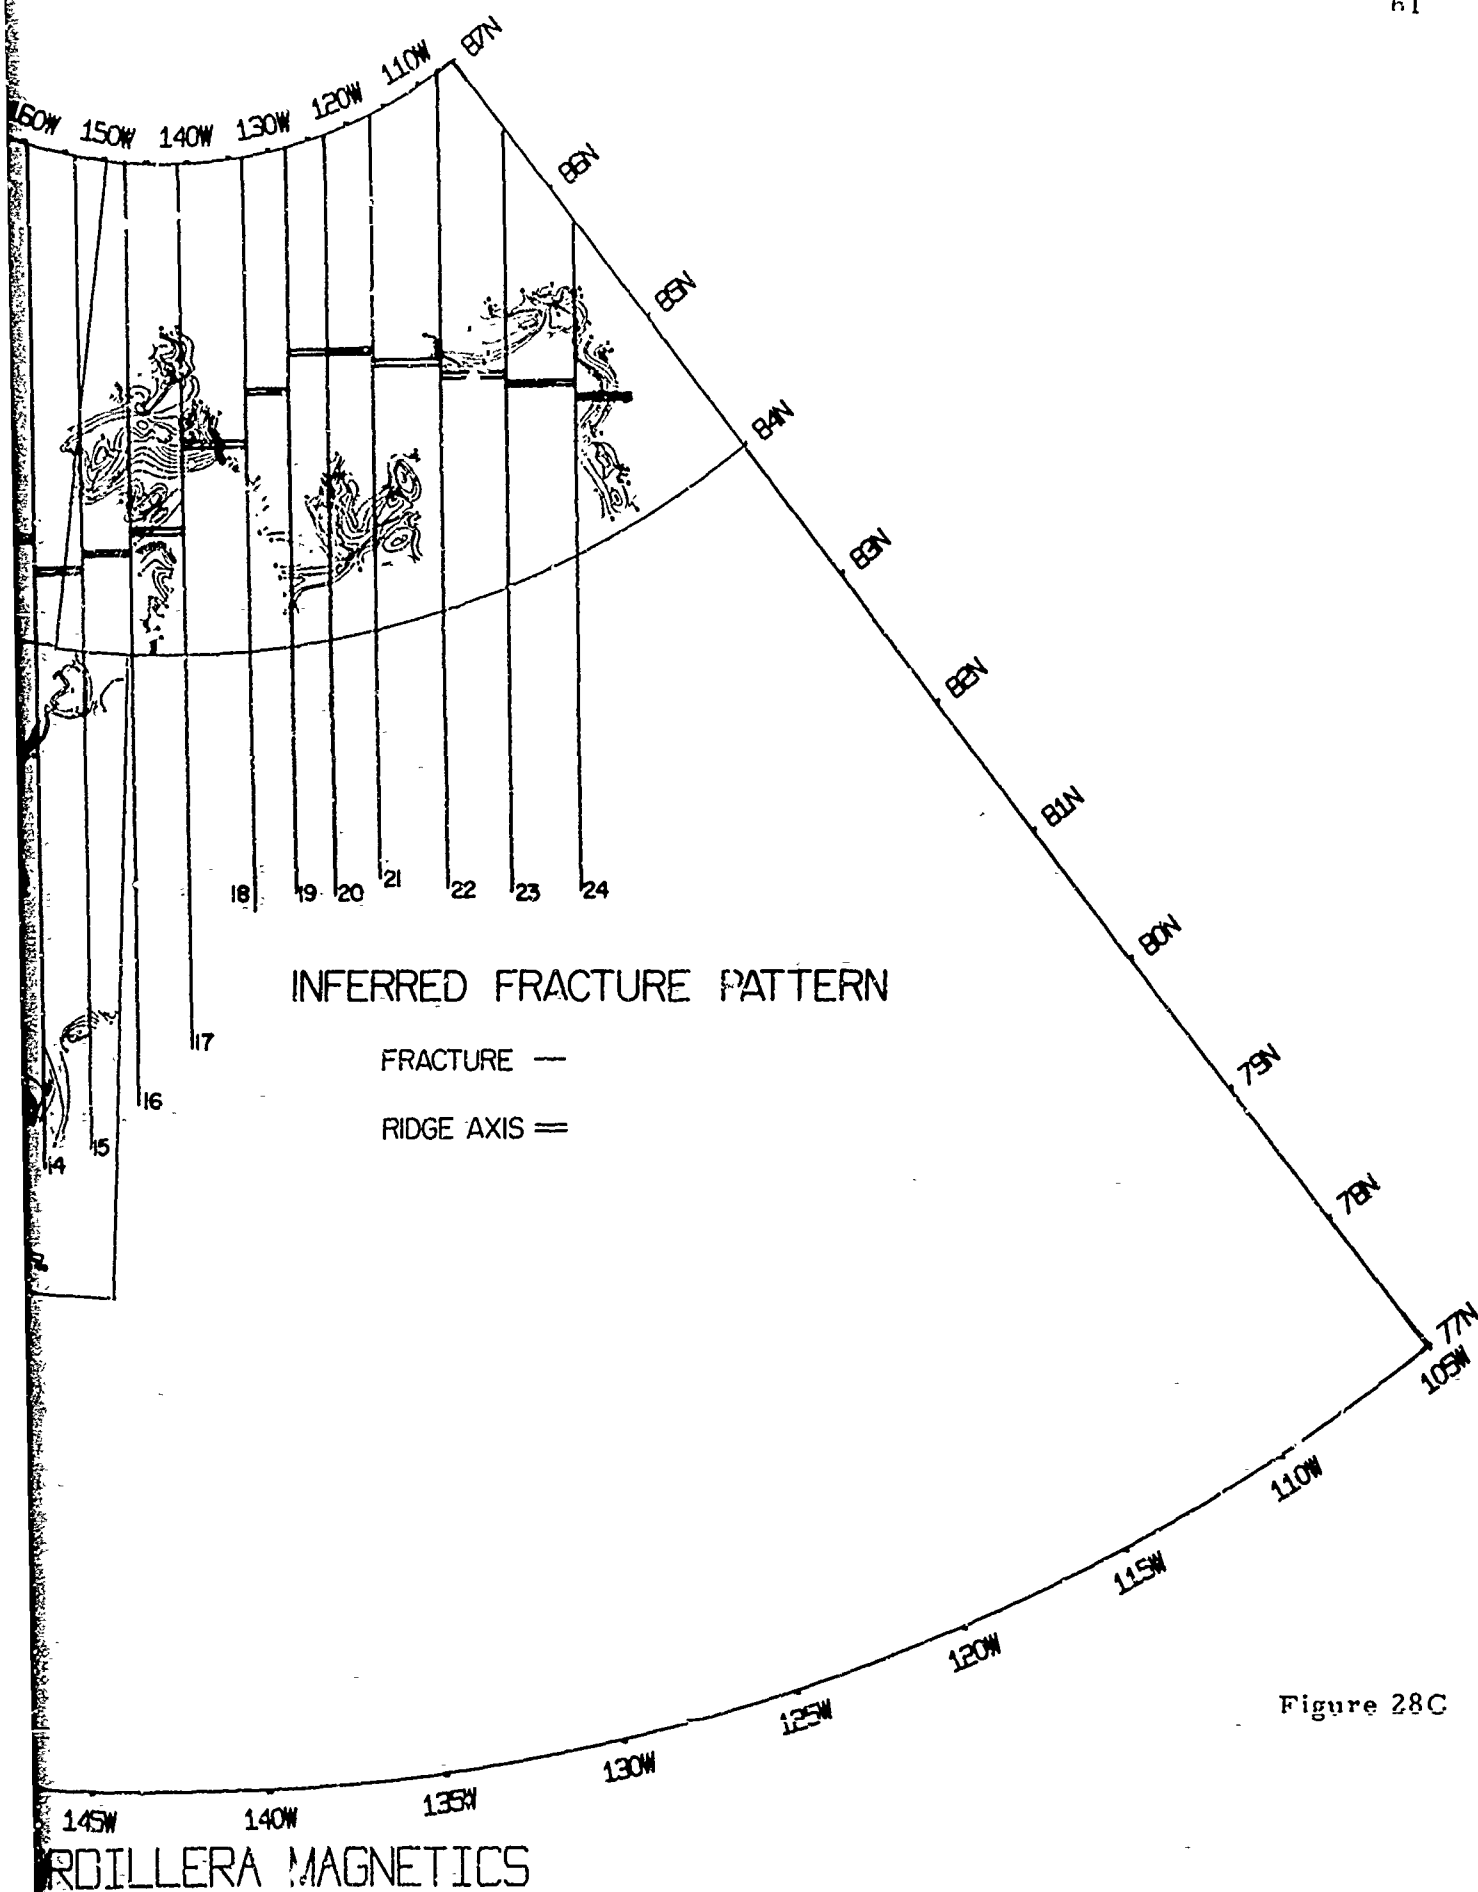 61
87N
160W 150W 140W 130W 120W 110W
86N
85N
84N
83N
82N
81N
80N
79N
78N
77N
105W
18 19 20 21 22 23 24
17
16
15
14
INFERRED FRACTURE PATTERN
FRACTURE —
RIDGE AXIS =
110W
115W
120W
125W
130W
135W
140W
145W
Figure 28C
RDILLERA MAGNETICS